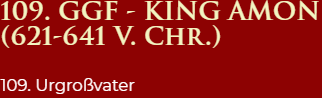 109. GGF - KING AMON
(621-641 V. CHR.)
109. Urgroßvater